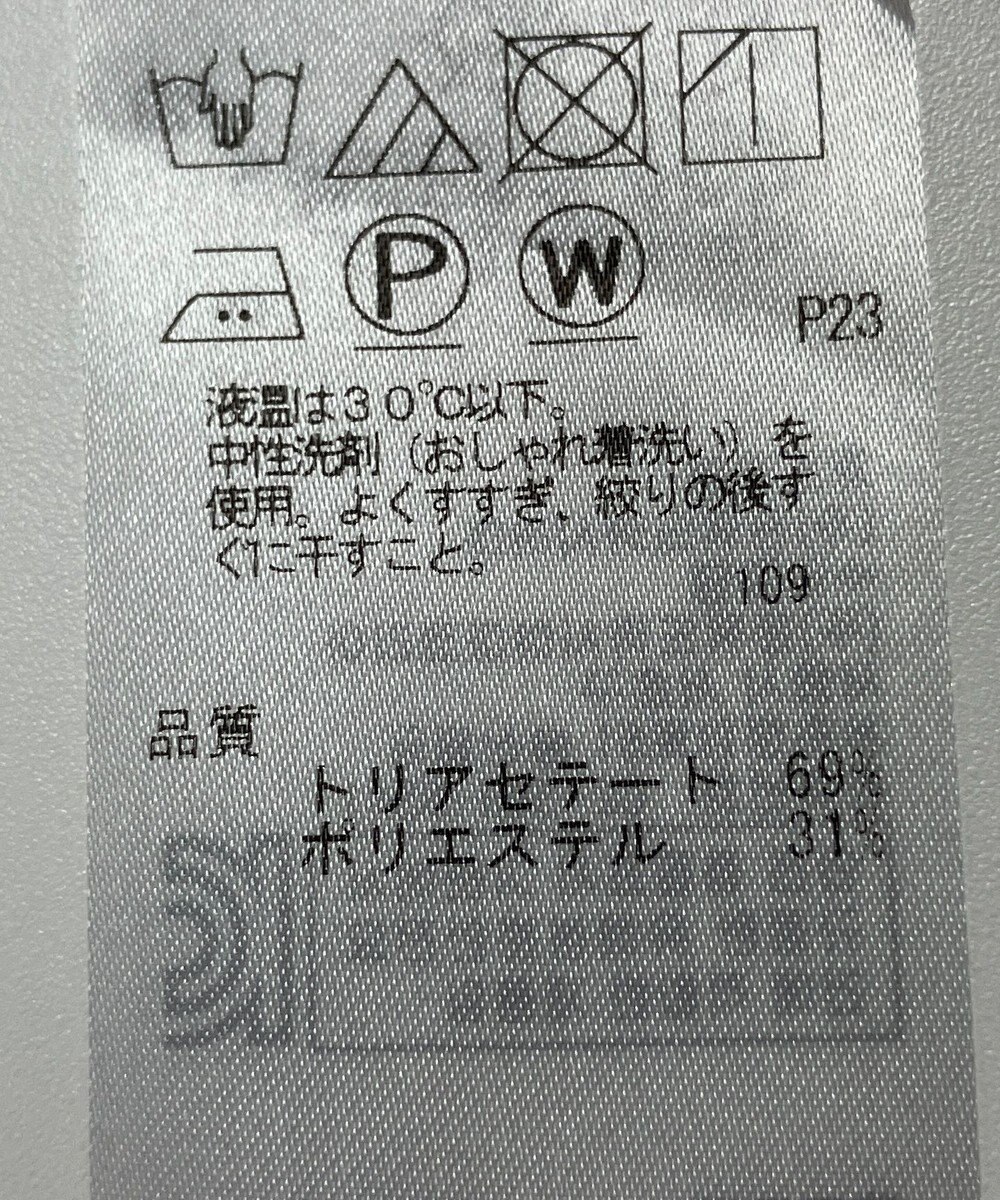 P W
P23
液温は30℃以下。
中性洗剤（おしゃれ着洗い）を
使用。よくすすぎ、絞りの後す
ぐに干すこと。
109
品質
トリアセテート 69%
ポリエステル 31%